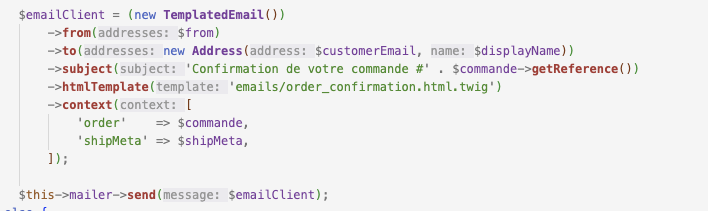 $emailClient = (new TemplatedEmail())
->from(addresses: $from)
->to(addresses: new Address(address: $customerEmail, name: $displayName))
->subject(subject: 'Confirmation de votre commande #' . $commande->getReference())
->htmlTemplate(template: 'emails/order_confirmation.html.twig')
->context(context: [
'order' => $commande,
'shipMeta' => $shipMeta,
]);
$this->mailer->send(message: $emailClient);
else {